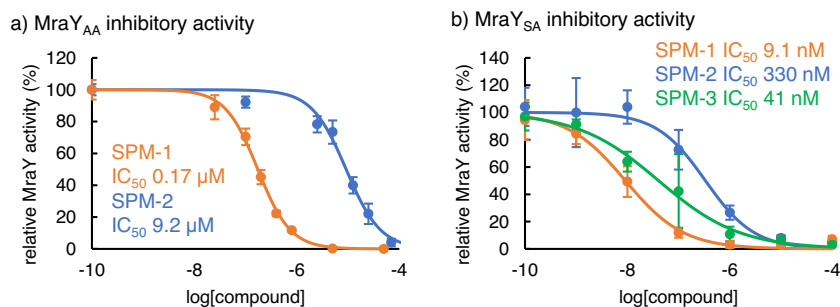 a) MraY_AA inhibitory activity
relative MraY activity (%)
120
100
80
60
40
20
0
SPM-1
IC₅₀ 0.17 µM
SPM-2
IC₅₀ 9.2 µM
-10
-8
-6
-4
log[compound]
b) MraY_SA inhibitory activity
relative MraY activity (%)
140
120
100
80
60
40
20
0
SPM-1 IC₅₀ 9.1 nM
SPM-2 IC₅₀ 330 nM
SPM-3 IC₅₀ 41 nM
-10
-8
-6
-4
log[compound]